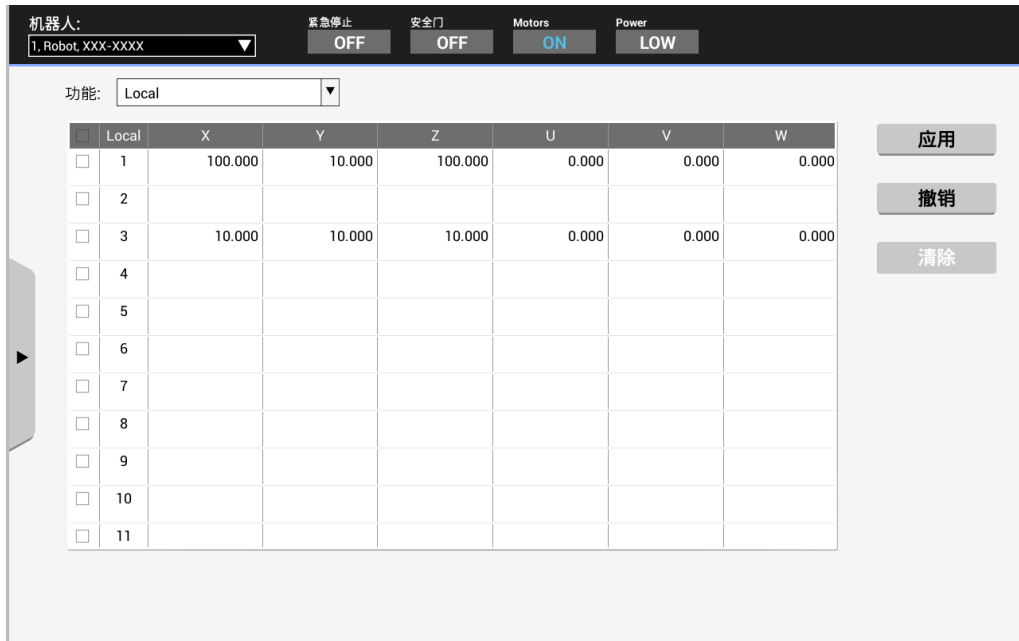 机器人:
紧急停止 安全门 Motors Power
1, Robot, XXX-XXXX OFF OFF ON LOW
功能: Local
Local X Y Z U V W
1 100.000 10.000 100.000 0.000 0.000 0.000
2
3 10.000 10.000 10.000 0.000 0.000 0.000
4
5
6
7
8
9
10
11
应用
撤销
清除